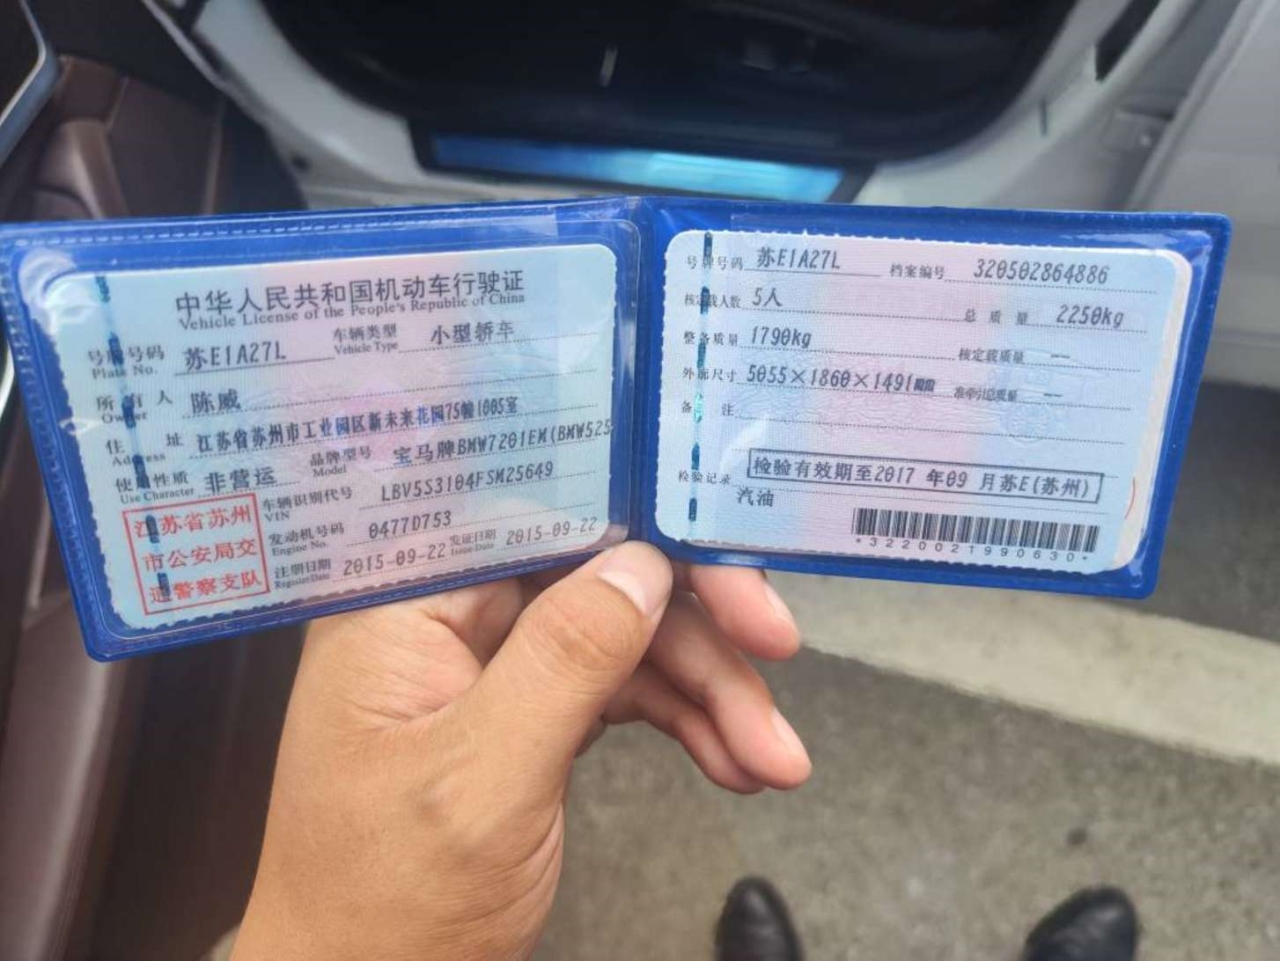 中华人民共和国机动车行驶证
Vehicle License of the People's Republic of China
号牌号码 苏E1A27L 车辆类型 小型轿车
Plate No. Vehicle Type
所有人 陈威
Owner
住址 江苏省苏州市工业园区新未来花园75幢1005室
Address
使用性质 非营运 品牌型号 宝马牌BMW7201EM(BMW525
Use Character Model
车辆识别代号 LBV5S3104FSM25649
VIN
发动机号码 0477D753
Engine No.
注册日期 2015-09-22 发证日期 2015-09-22
Register Date Issue Date
江苏省苏州
市公安局交
通警察支队
号牌号码 苏E1A27L 档案编号 320502864886
核定载人数 5人 总质量 2250kg
整备质量 1790kg 核定载质量 --
外廓尺寸 5055×1860×1491mm 准牵引总质量 --
备注
检验记录 检验有效期至2017 年09 月苏E(苏州)
汽油
*3220021990630*